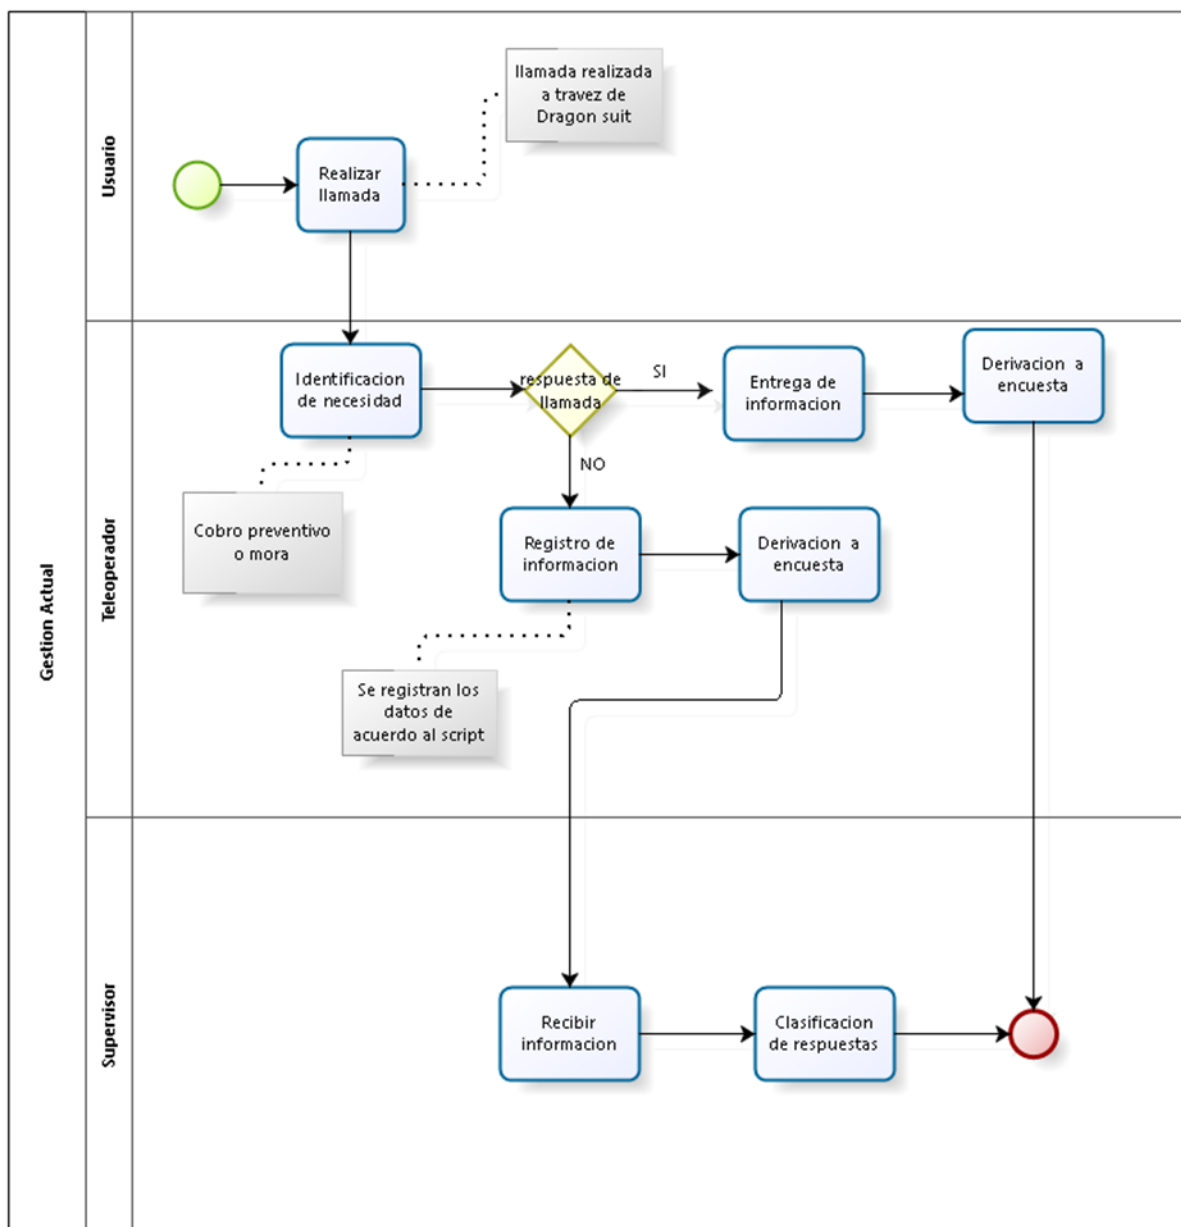 Gestion Actual
Usuario
llamada realizada
a travez de
Dragon suit
Realizar
llamada
Teleoperador
Identificacion
de necesidad
respuesta de
llamada
SI
Entrega de
informacion
Derivacion a
encuesta
NO
Cobro preventivo
o mora
Registro de
informacion
Derivacion a
encuesta
Se registran los
datos de
acuerdo al script
Supervisor
Recibir
informacion
Clasificacion
de respuestas